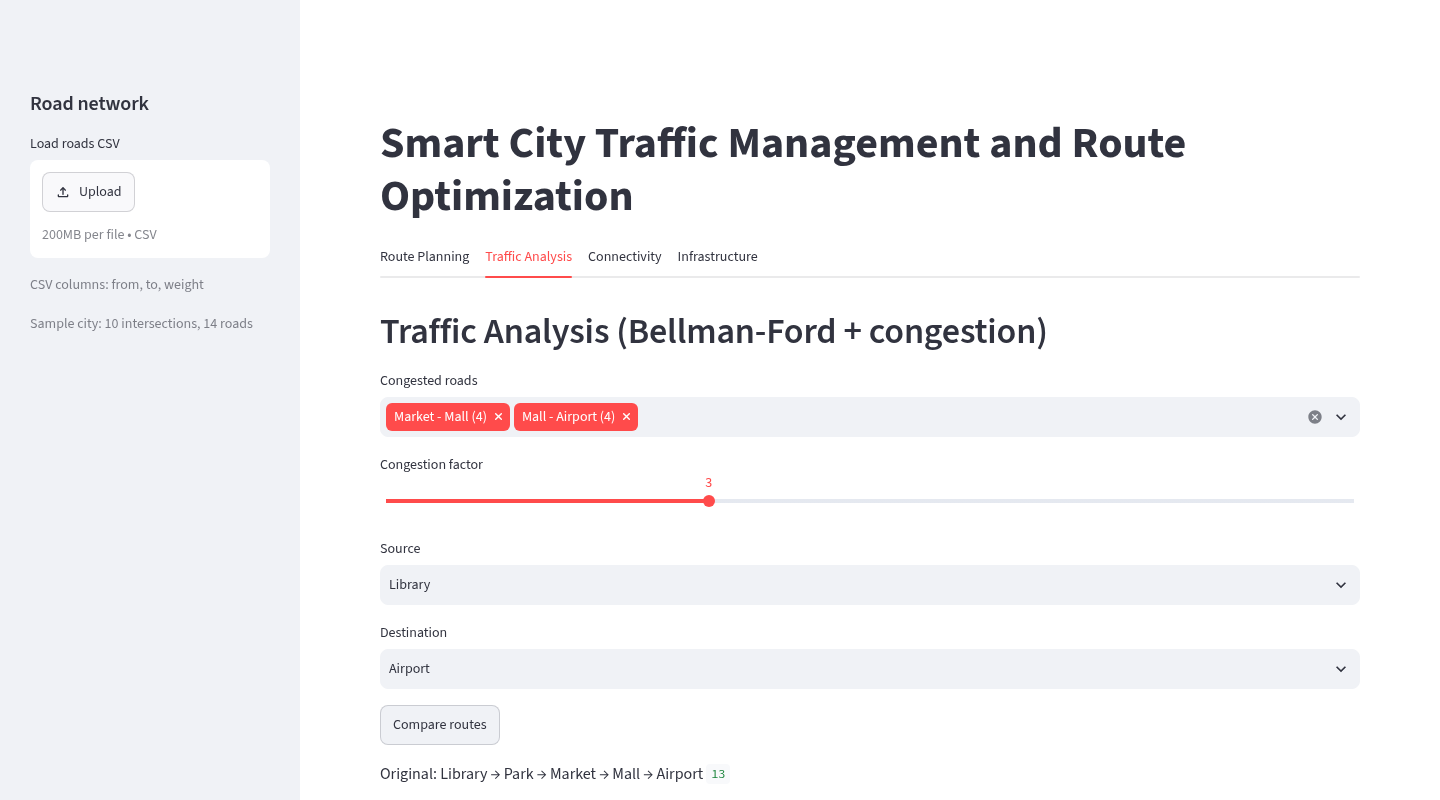 Road network
Load roads CSV
Upload
200MB per file • CSV
CSV columns: from, to, weight
Sample city: 10 intersections, 14 roads
Smart City Traffic Management and Route
Optimization
Route Planning Traffic Analysis Connectivity Infrastructure
Traffic Analysis (Bellman-Ford + congestion)
Congested roads
Market - Mall (4) Mall - Airport (4)
Congestion factor
3
Source
Library
Destination
Airport
Compare routes
Original: Library → Park → Market → Mall → Airport 13